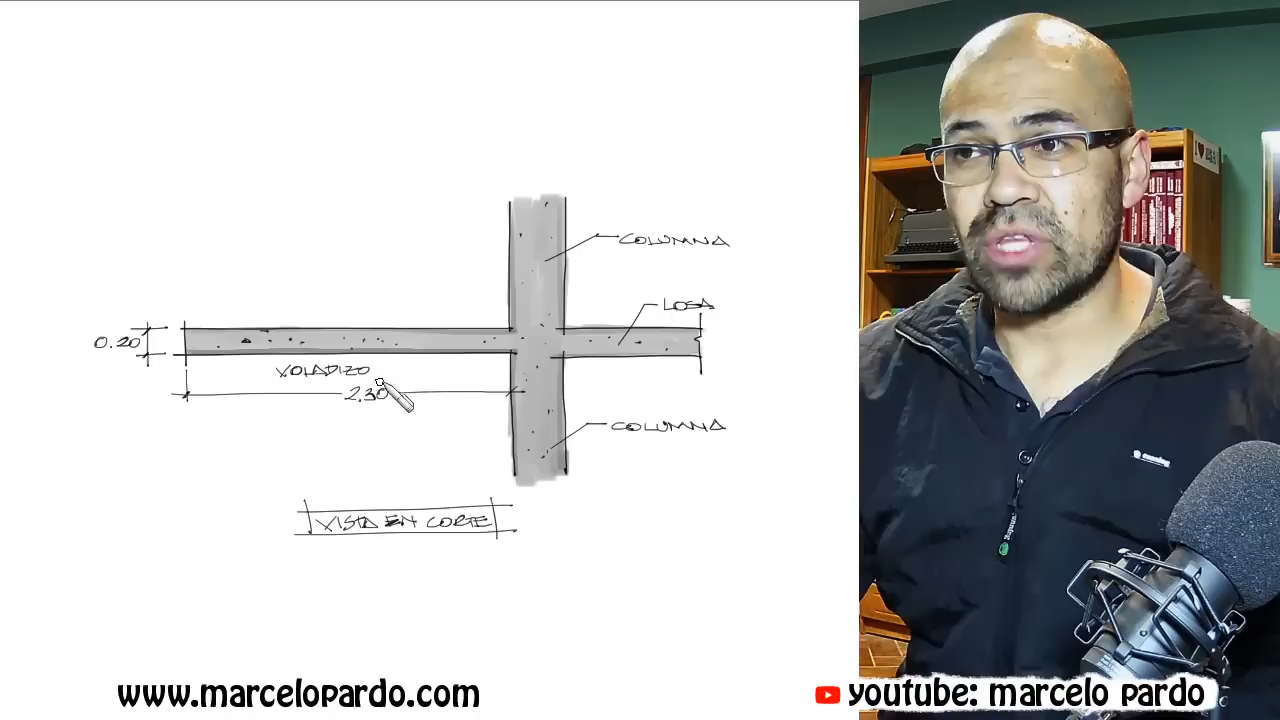 COLUMNA
LOSA
0.20
VOLADIZO
2.30
COLUMNA
VISTA EN CORTE
www.marcelopardo.com
youtube: marcelo pardo